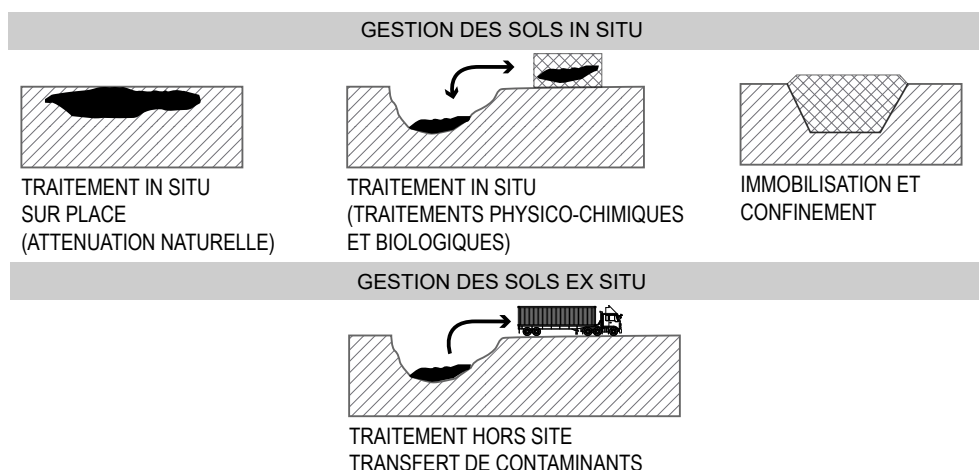 GESTION DES SOLS IN SITU
TRAITEMENT IN SITU
SUR PLACE
(ATTENUATION NATURELLE)
TRAITEMENT IN SITU
(TRAITEMENTS PHYSICO-CHIMIQUES
ET BIOLOGIQUES)
IMMOBILISATION ET
CONFINEMENT
GESTION DES SOLS EX SITU
TRAITEMENT HORS SITE
TRANSFERT DE CONTAMINANTS